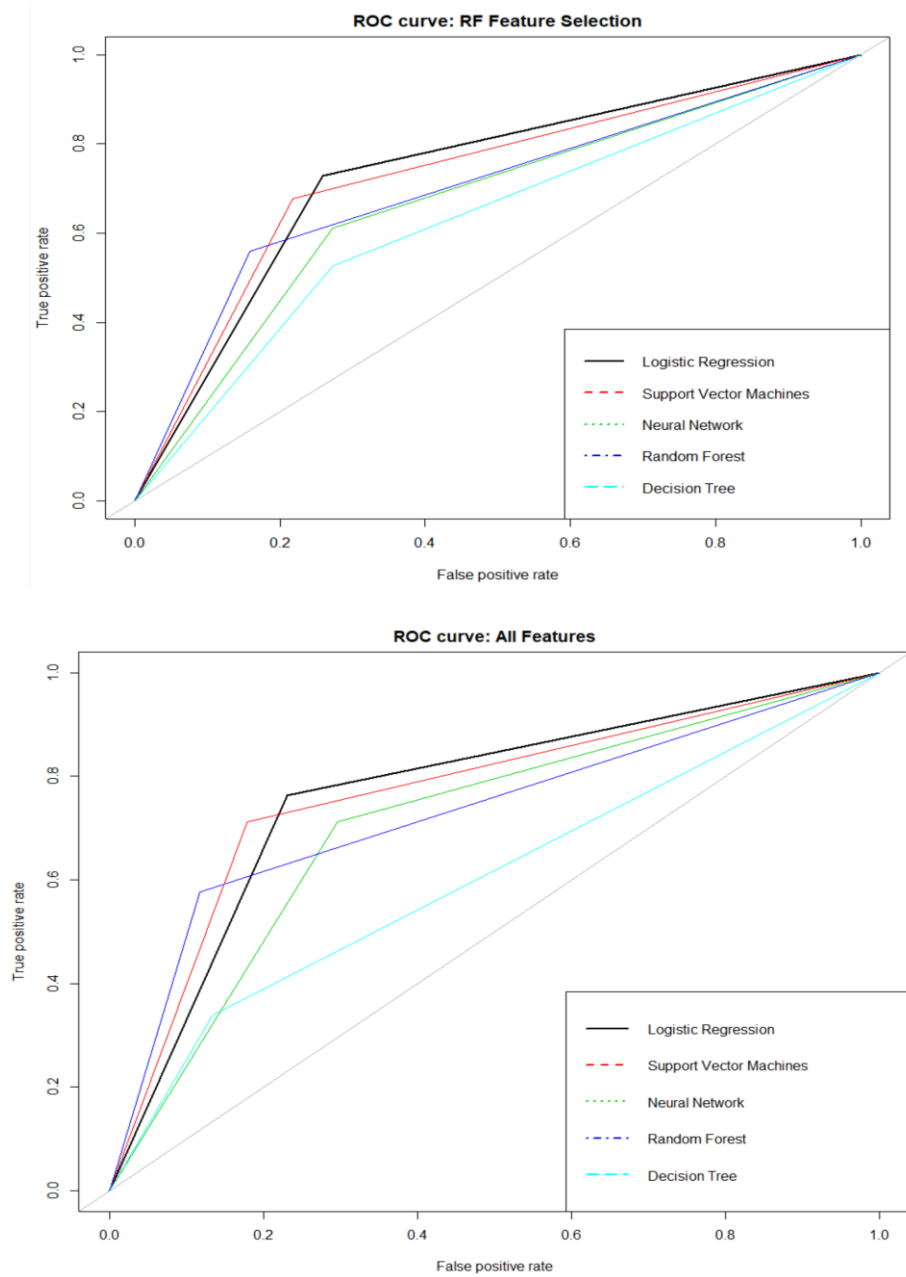 ROC curve: RF Feature Selection
True positive rate
1.0
0.8
0.6
0.4
0.2
0.0
Logistic Regression
Support Vector Machines
Neural Network
Random Forest
Decision Tree
0.0 0.2 0.4 0.6 0.8 1.0
False positive rate
ROC curve: All Features
True positive rate
1.0
0.8
0.6
0.4
0.2
0.0
Logistic Regression
Support Vector Machines
Neural Network
Random Forest
Decision Tree
0.0 0.2 0.4 0.6 0.8 1.0
False positive rate